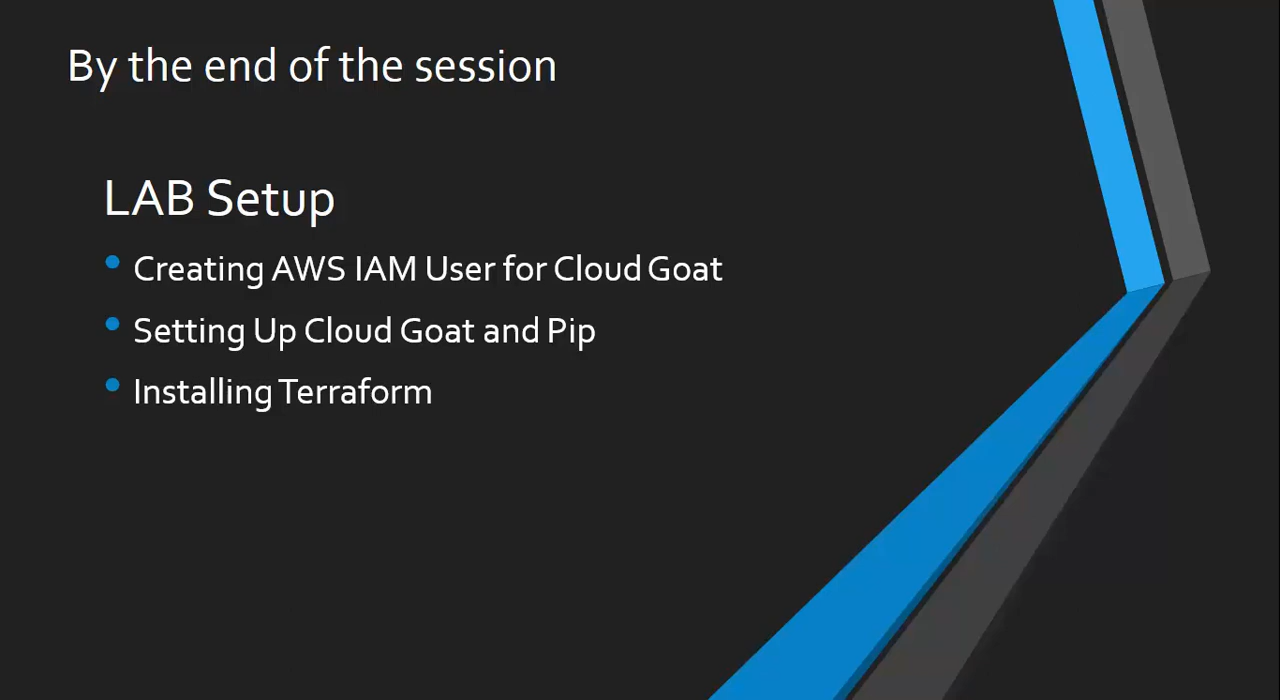 By the end of the session
LAB Setup
Creating AWS IAM User for Cloud Goat
Setting Up Cloud Goat and Pip
Installing Terraform